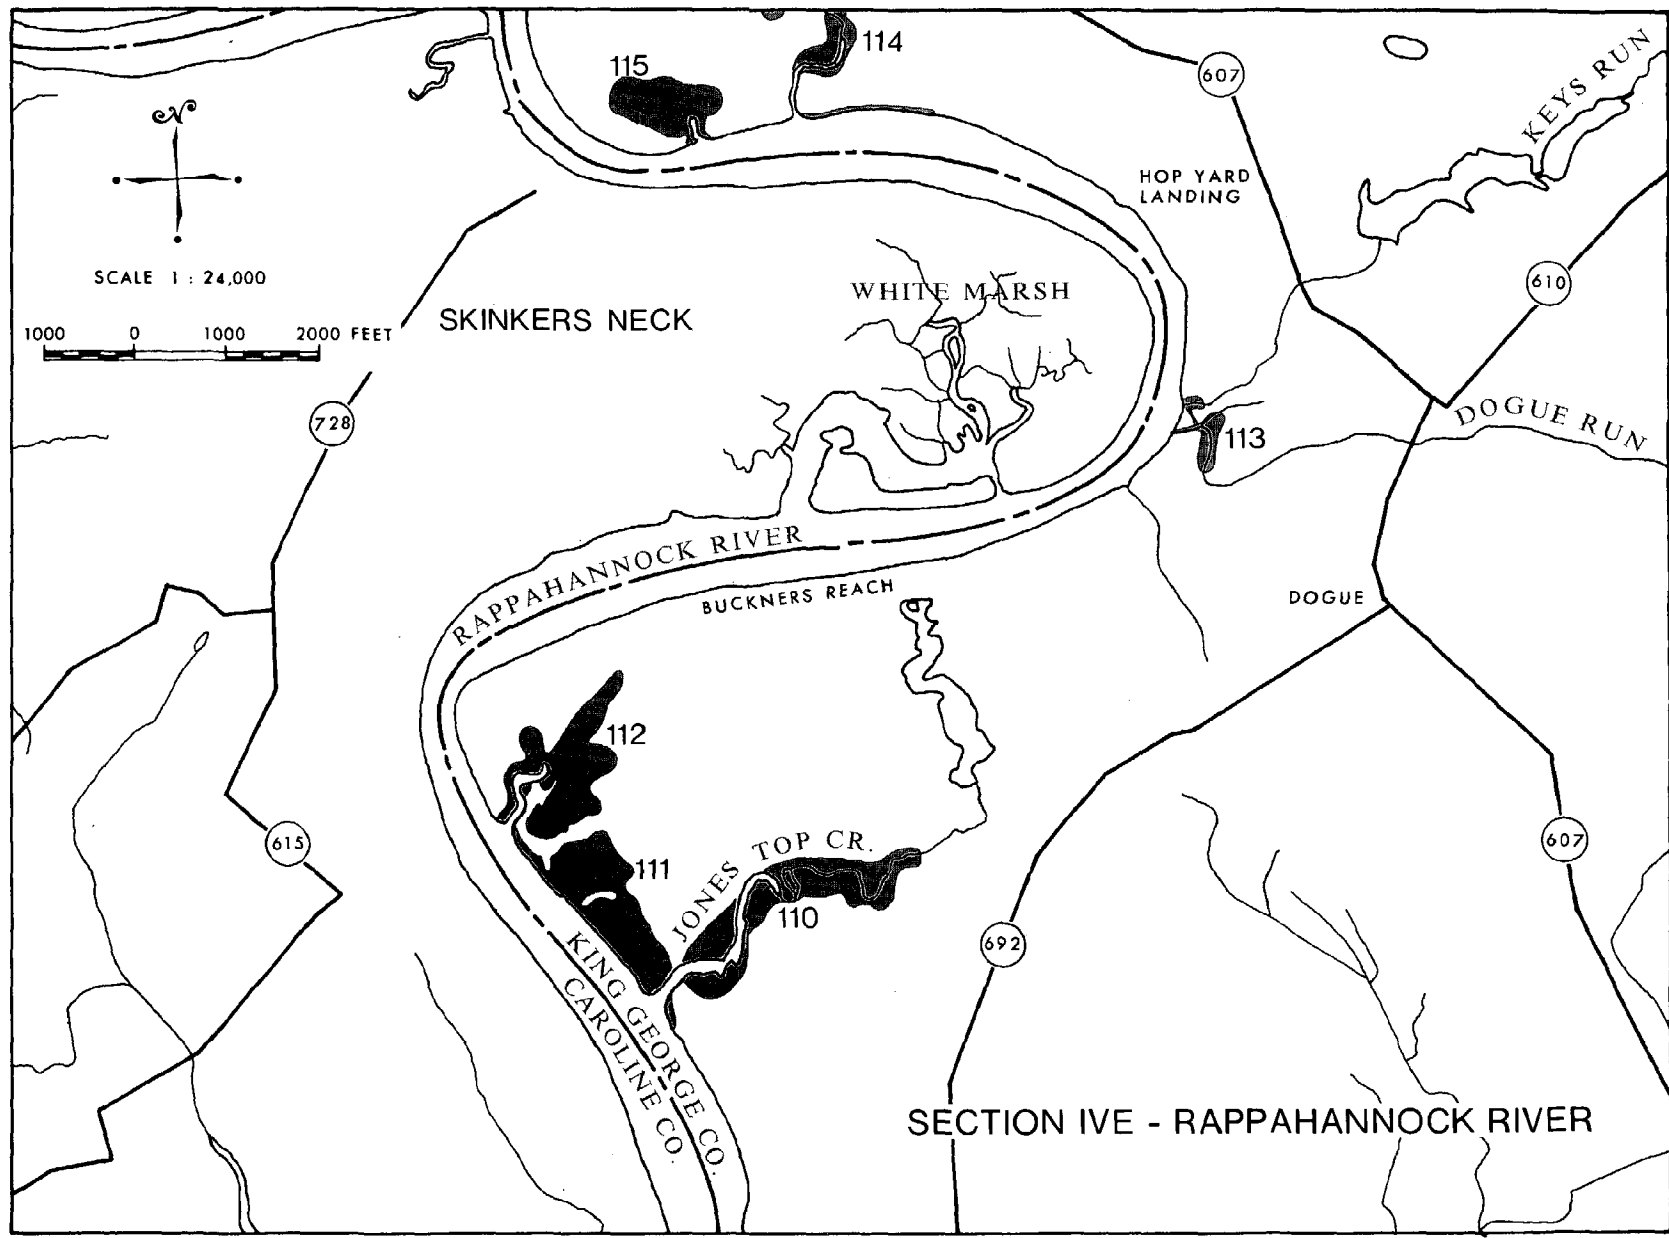 114
115
607
KEYS RUN
N
HOP YARD
LANDING
SCALE 1 : 24,000
610
WHITE MARSH
1000 0 1000 2000 FEET
SKINKERS NECK
728
113
DOGUE RUN
RAPPAHANNOCK RIVER
BUCKNERS REACH
DOGUE
112
615
607
JONES TOP CR.
111
110
692
KING GEORGE CO.
CAROLINE CO.
SECTION IVE - RAPPAHANNOCK RIVER